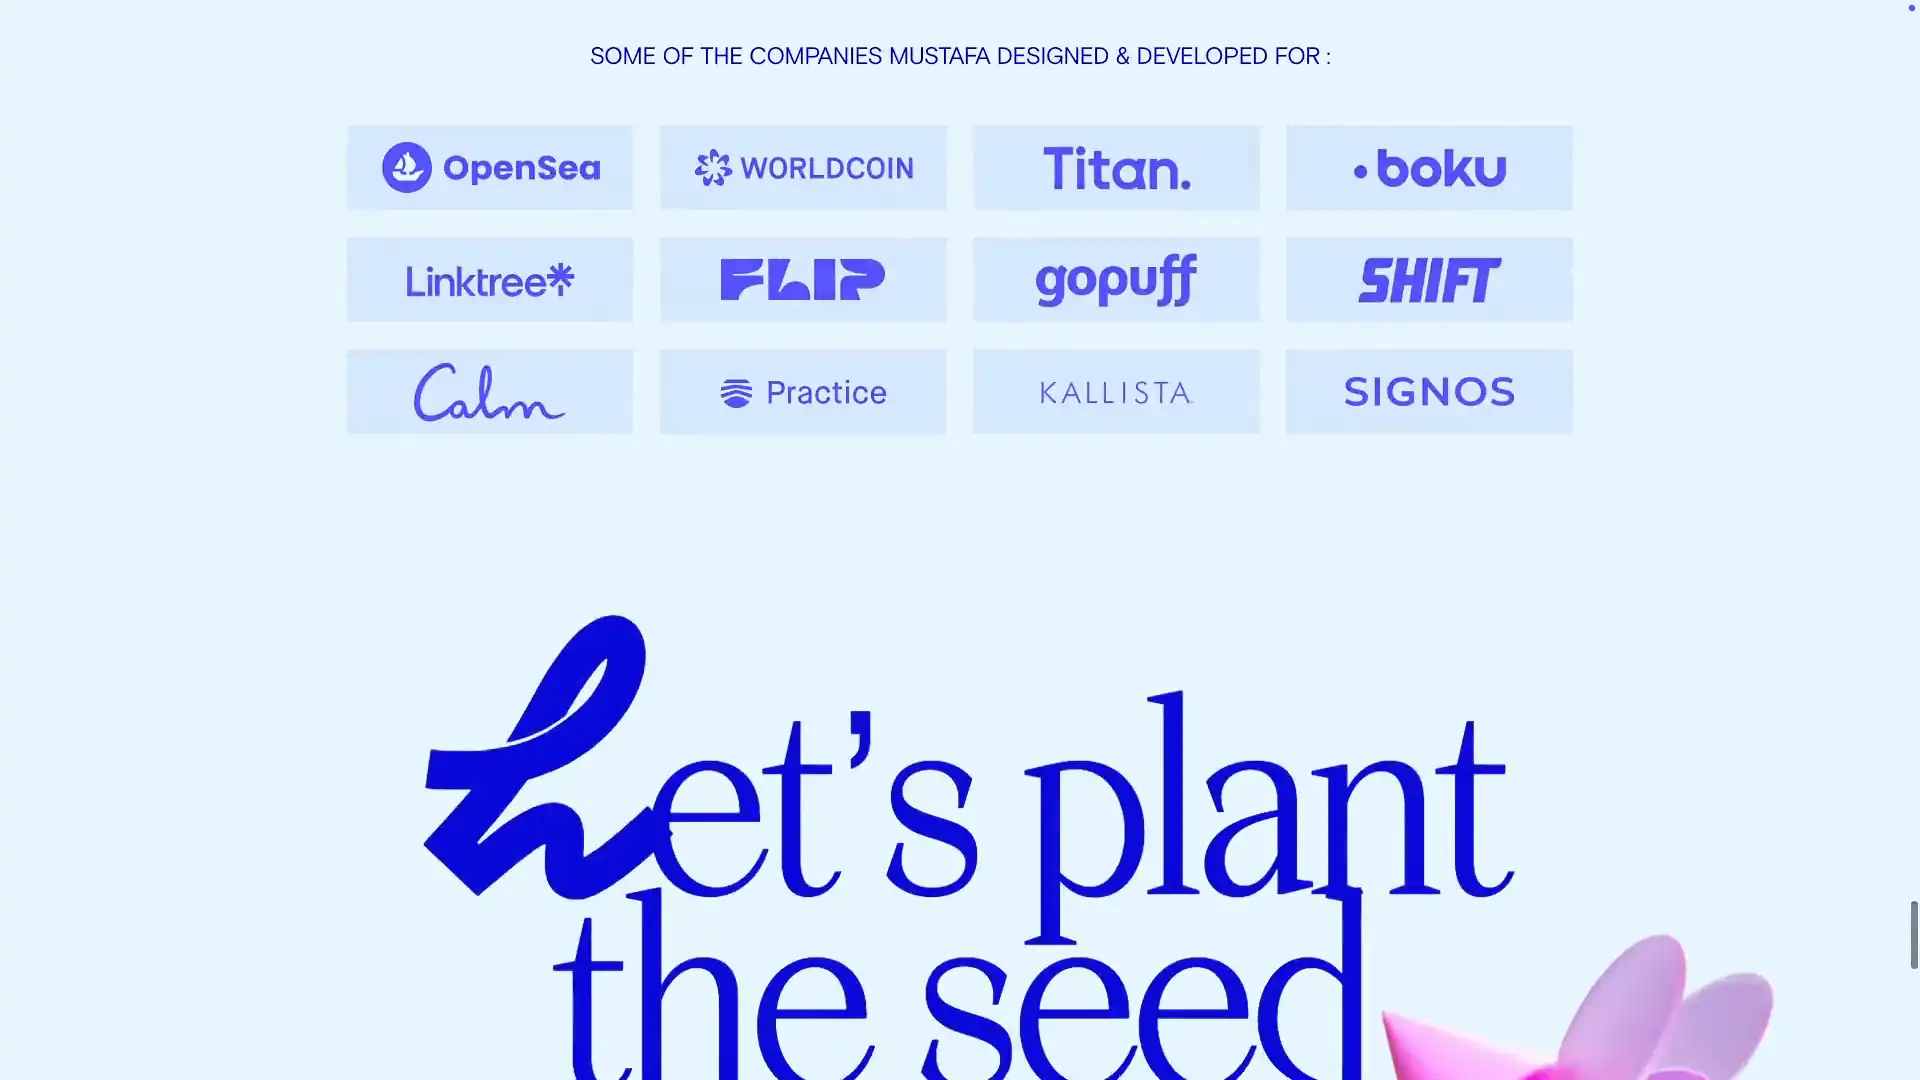 SOME OF THE COMPANIES MUSTAFA DESIGNED & DEVELOPED FOR :
OpenSea
WORLDCOIN
Titan.
boku
Linktree
FLIP
gopuff
SHIFT
Calm
Practice
KALLISTA
SIGNOS
Let’s plant
the seed